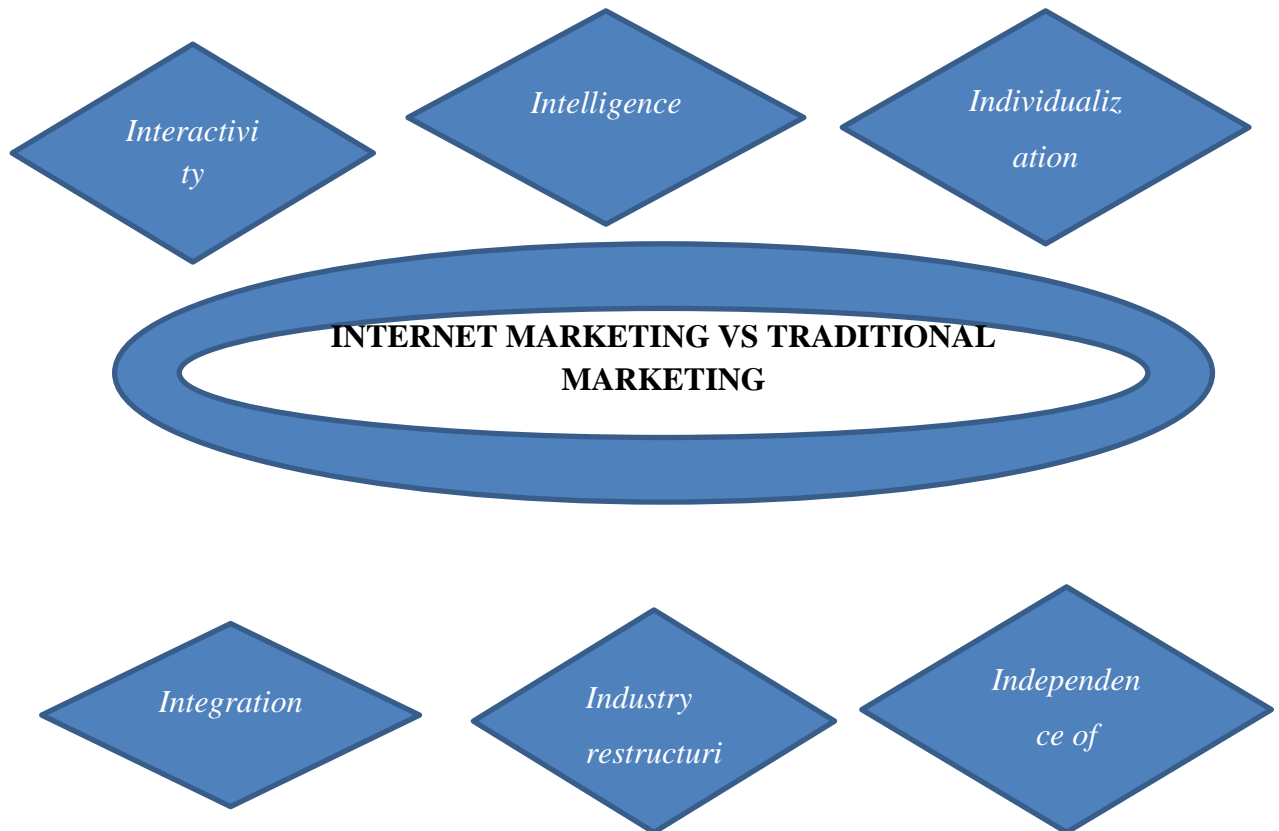 Interactivi
ty
Intelligence
Individualiz
ation
INTERNET MARKETING VS TRADITIONAL
MARKETING
Integration
Industry
restructuri
Independen
ce of